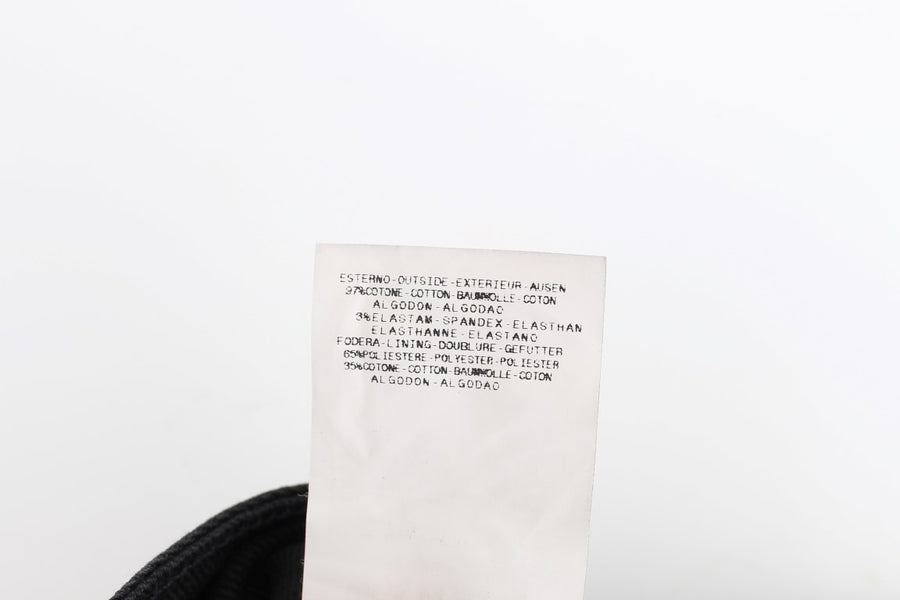 ESTERNO-OUTSIDE-EXTERIEUR-AUSEN
97%COTONE-COTTON-BAUMWOLLE-COTON
ALGODON-ALGODAO
3%ELASTAM-SPANDEX-ELASTHAN
ELASTHANNE-ELASTANO
FODERA-LINING-DOUBLURE-GEFUTTER
65%POLIESTERE-POLYESTER-POLIESTER
35%COTONE-COTTON-BAUMWOLLE-COTON
ALGODON-ALGODAO